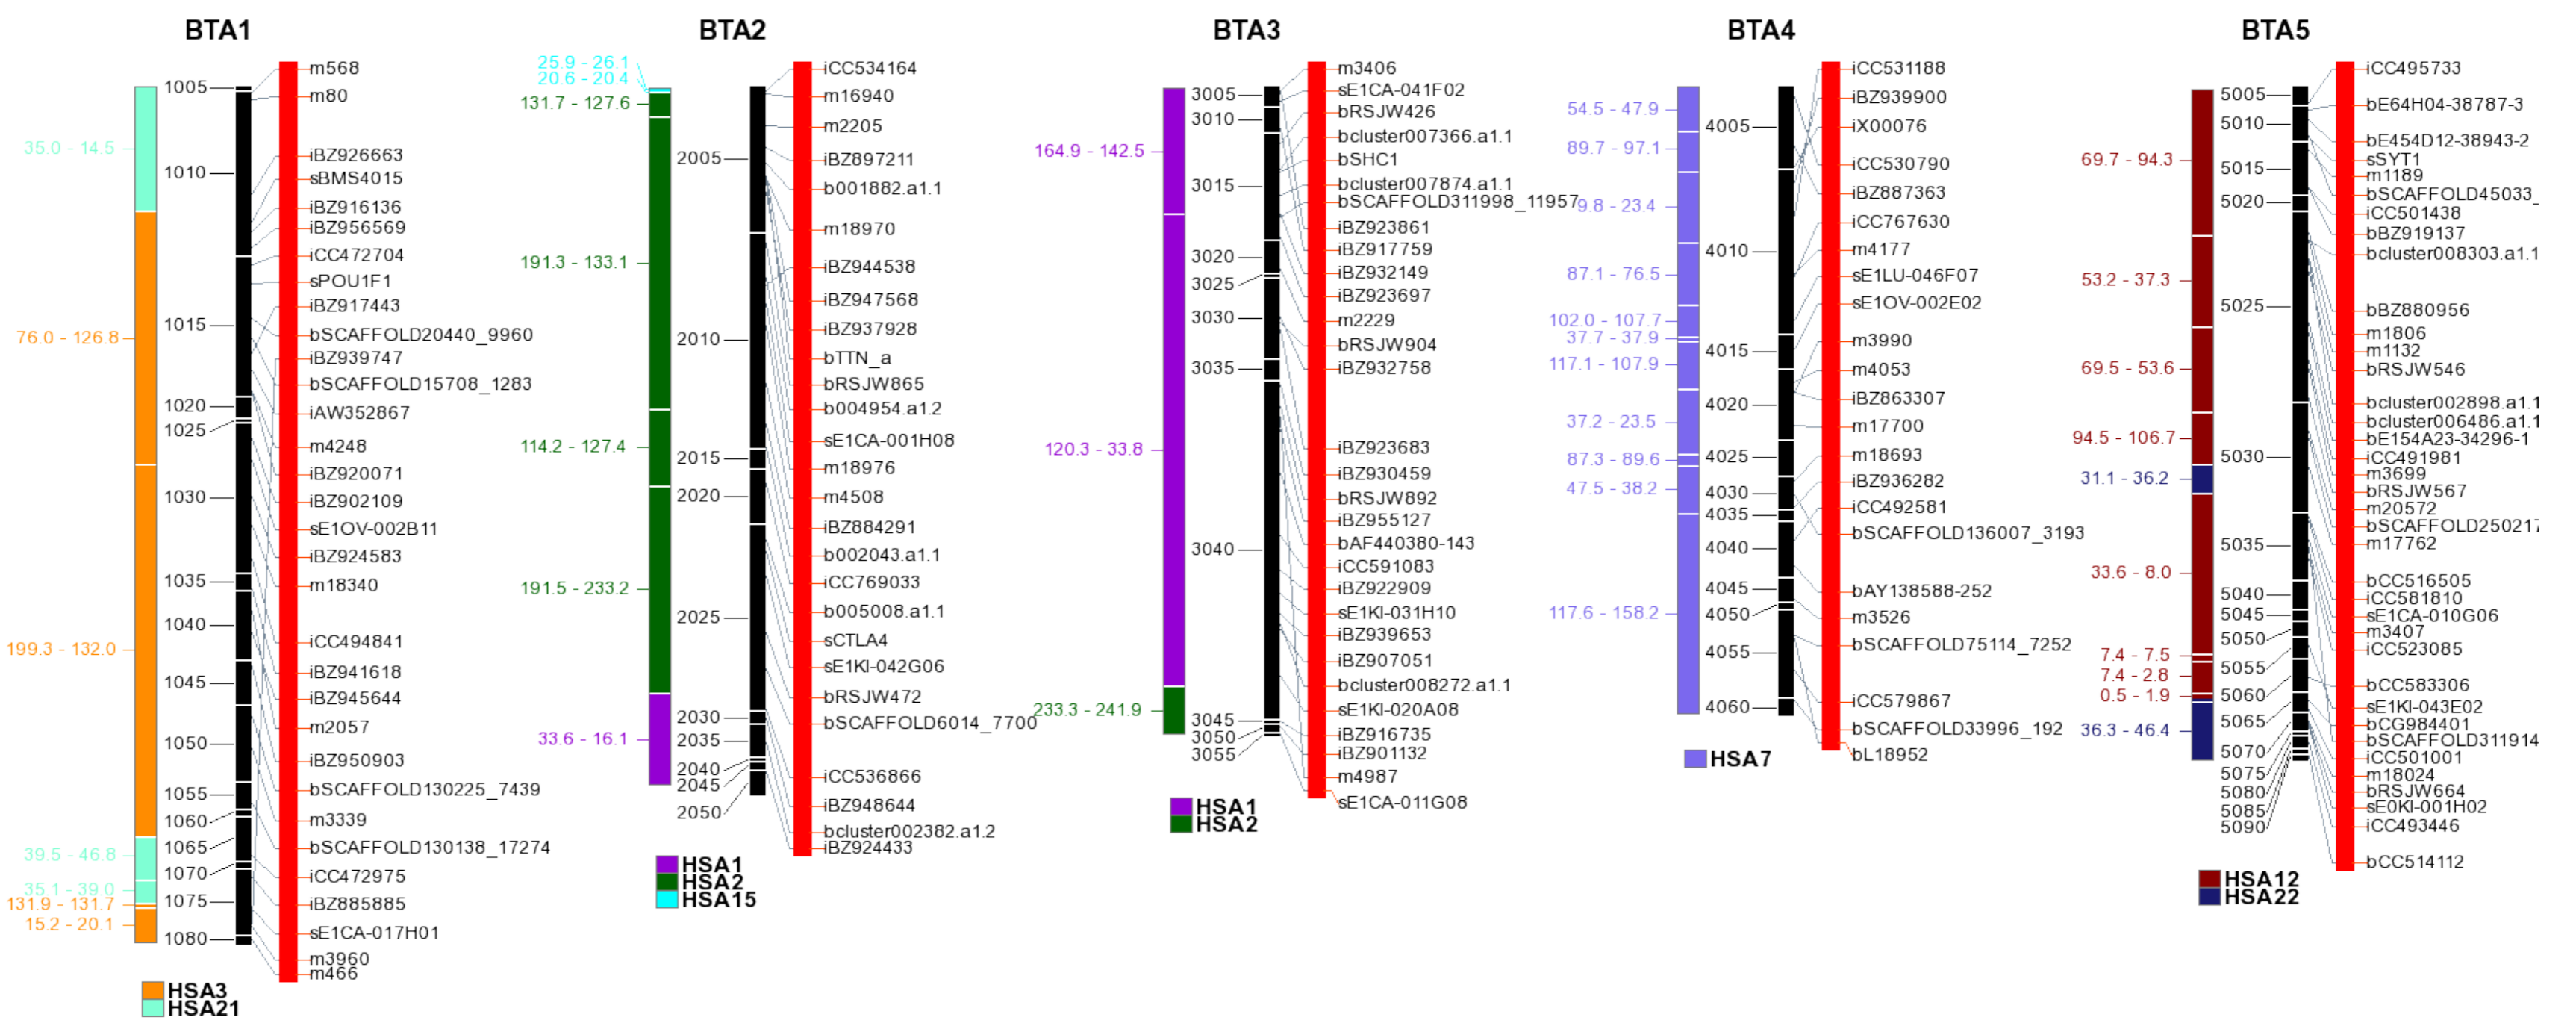 BTA1
35.0 - 14.5
76.0 - 126.8
199.3 - 132.0
39.5 - 46.8
35.1 - 39.0
131.9 - 131.7
15.2 - 20.1
1005
1010
1015
1020
1025
1030
1035
1040
1045
1050
1055
1060
1065
1070
1075
1080
m568
m80
iBZ926663
sBMS4015
iBZ916136
iBZ956569
iCC472704
sPOU1F1
iBZ917443
bSCAFFOLD20440_9960
iBZ939747
bSCAFFOLD15708_1283
iAW352867
m4248
iBZ920071
iBZ902109
sE1OV-002B11
iBZ924583
m18340
iCC494841
iBZ941618
iBZ945644
m2057
iBZ950903
bSCAFFOLD130225_7439
m3339
bSCAFFOLD130138_17274
iCC472975
iBZ885885
sE1CA-017H01
m3960
m466
HSA3
HSA21
BTA2
25.9 - 26.1
20.6 - 20.4
131.7 - 127.6
191.3 - 133.1
114.2 - 127.4
191.5 - 233.2
33.6 - 16.1
2005
2010
2015
2020
2025
2030
2035
2040
2045
2050
iCC534164
m16940
m2205
iBZ897211
b001882.a1.1
m18970
iBZ944538
iBZ947568
iBZ937928
bTTN_a
bRSJW865
b004954.a1.2
sE1CA-001H08
m18976
m4508
iBZ884291
b002043.a1.1
iCC769033
b005008.a1.1
sCTLA4
sE1KI-042G06
bRSJW472
bSCAFFOLD6014_7700
iCC536866
iBZ948644
bcluster002382.a1.2
iBZ924433
HSA1
HSA2
HSA15
BTA3
164.9 - 142.5
120.3 - 33.8
233.3 - 241.9
3005
3010
3015
3020
3025
3030
3035
3040
3045
3050
3055
m3406
sE1CA-041F02
bRSJW426
bcluster007366.a1.1
bSHC1
bcluster007874.a1.1
bSCAFFOLD311998_11957
iBZ923861
iBZ917759
iBZ932149
iBZ923697
m2229
bRSJW904
iBZ932758
iBZ923683
iBZ930459
bRSJW892
iBZ955127
bAF440380-143
iCC591083
iBZ922909
sE1KI-031H10
iBZ939653
iBZ907051
bcluster008272.a1.1
sE1KI-020A08
iBZ916735
iBZ901132
m4987
sE1CA-011G08
HSA1
HSA2
BTA4
54.5 - 47.9
89.7 - 97.1
9.8 - 23.4
87.1 - 76.5
102.0 - 107.7
37.7 - 37.9
117.1 - 107.9
37.2 - 23.5
87.3 - 89.6
47.5 - 38.2
117.6 - 158.2
4005
4010
4015
4020
4025
4030
4035
4040
4045
4050
4055
4060
iCC531188
iBZ939900
iX00076
iCC530790
iBZ887363
iCC767630
m4177
sE1LU-046F07
sE1OV-002E02
m3990
m4053
iBZ863307
m17700
m18693
iBZ936282
iCC492581
bSCAFFOLD136007_3193
bAY138588-252
m3526
bSCAFFOLD75114_7252
iCC579867
bSCAFFOLD33996_192
bL18952
HSA7
BTA5
69.7 - 94.3
53.2 - 37.3
69.5 - 53.6
94.5 - 106.7
31.1 - 36.2
33.6 - 8.0
7.4 - 7.5
7.4 - 2.8
0.5 - 1.9
36.3 - 46.4
5005
5010
5015
5020
5025
5030
5035
5040
5045
5050
5055
5060
5065
5070
5075
5080
5085
5090
iCC495733
bE64H04-38787-3
bE454D12-38943-2
sSYT1
m1189
bSCAFFOLD45033_
iCC501438
bBZ919137
bcluster008303.a1.1
bBZ880956
m1806
m1132
bRSJW546
bcluster002898.a1.1
bcluster006486.a1.1
bE154A23-34296-1
iCC491981
m3699
bRSJW567
m20572
bSCAFFOLD250217
m17762
bCC516505
iCC581810
sE1CA-010G06
m3407
iCC523085
bCC583306
sE1KI-043E02
bCG984401
bSCAFFOLD311914
iCC501001
m18024
bRSJW664
sE0KI-001H02
iCC493446
bCC514112
HSA12
HSA22